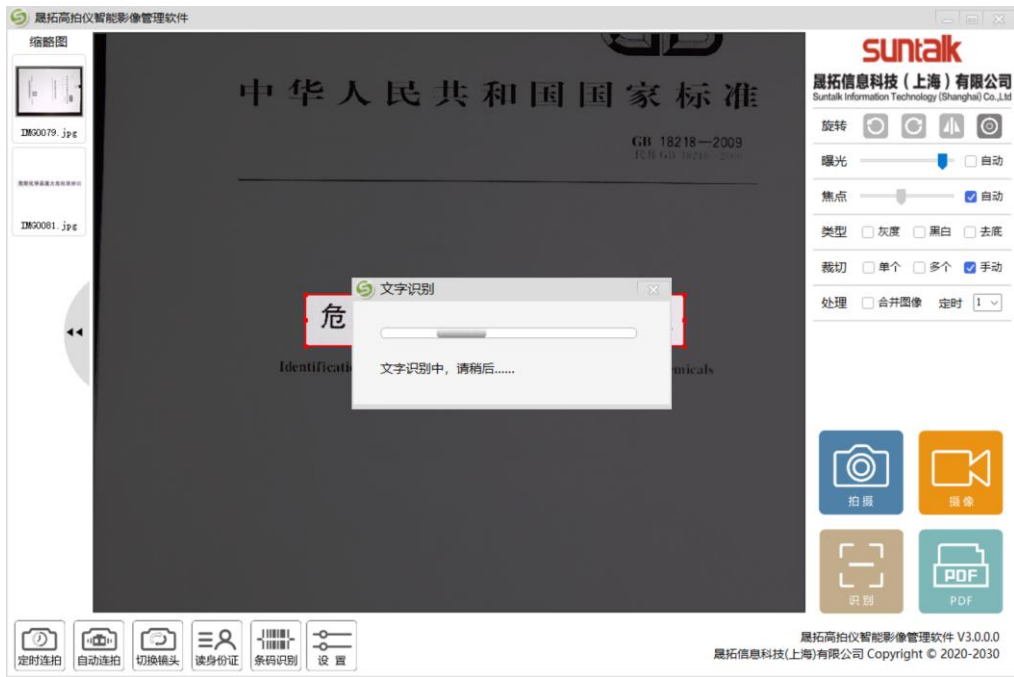 晟拓高拍仪智能影像管理软件
缩略图
IMG0079.jpg
IMG0081.jpg
中华人民共和国国家标准
GB 18218—2009
危
Identificati
emicals
文字识别
文字识别中，请稍后......
suntalk
晟拓信息科技（上海）有限公司
Suntalk Information Technology (Shanghai) Co.,Ltd
旋转
曝光 自动
焦点 自动
类型 灰度 黑白 去底
裁切 单个 多个 手动
处理 合并图像 定时 1
拍摄 摄像
识别 PDF
PDF
定时连拍 自动连拍 切换镜头 读身份证 条码识别 设 置
晟拓高拍仪智能影像管理软件 V3.0.0.0
晟拓信息科技(上海)有限公司 Copyright © 2020-2030